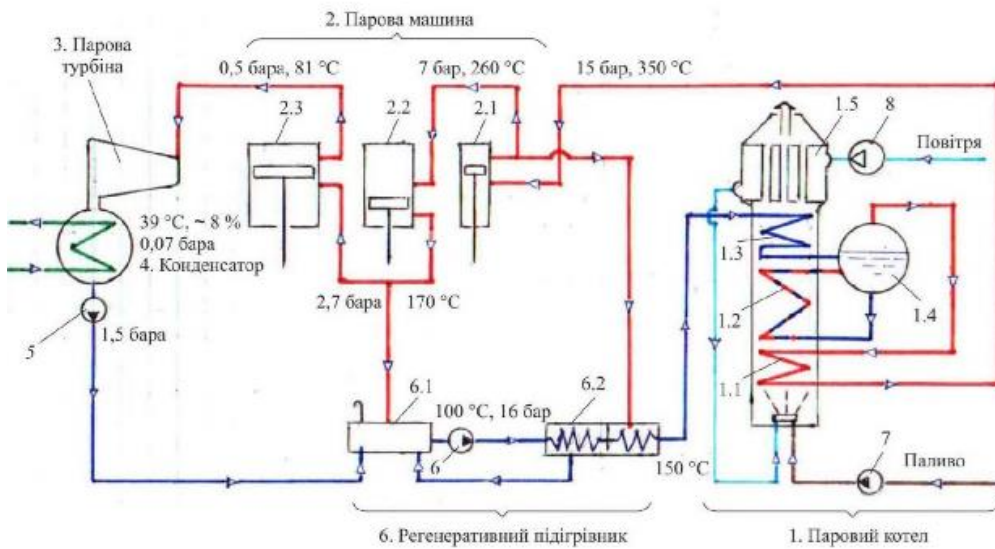 2. Парова машина
3. Парова
турбіна
0,5 бара, 81 °C
7 бар, 260 °C
15 бар, 350 °C
2.3
2.2
2.1
1.5
8
Повітря
39 °C, ~ 8 %
0,07 бара
4. Конденсатор
1.3
1.4
1.2
2,7 бара
170 °C
5
1,5 бара
1.1
6.1
6.2
100 °C, 16 бар
6
150 °C
7
Паливо
6. Регенеративний підігрівник
1. Паровий котел